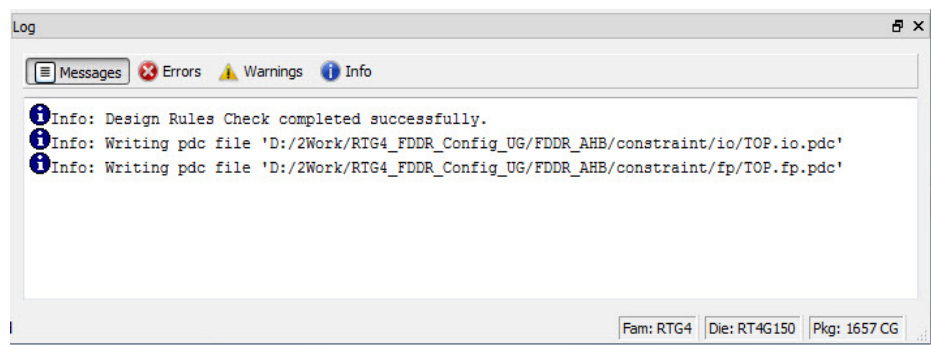 Log
Messages Errors Warnings Info
Info: Design Rules Check completed successfully.
Info: Writing pdc file 'D:/2Work/RTG4_FDDR_Config_UG/FDDR_AHB/constraint/io/TOP.io.pdc'
Info: Writing pdc file 'D:/2Work/RTG4_FDDR_Config_UG/FDDR_AHB/constraint/fp/TOP.fp.pdc'
Fam: RTG4 Die: RT4G150 Pkg: 1657 CG